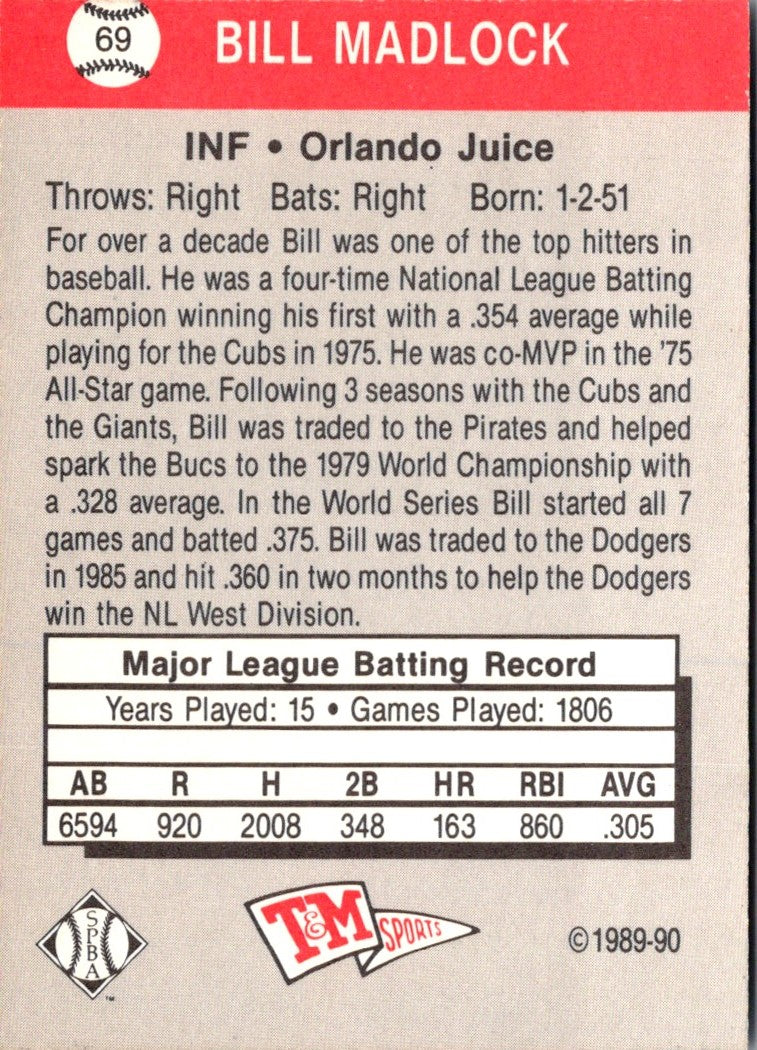 69
BILL MADLOCK
INF • Orlando Juice
Throws: Right Bats: Right Born: 1-2-51
For over a decade Bill was one of the top hitters in
baseball. He was a four-time National League Batting
Champion winning his first with a .354 average while
playing for the Cubs in 1975. He was co-MVP in the '75
All-Star game. Following 3 seasons with the Cubs and
the Giants, Bill was traded to the Pirates and helped
spark the Bucs to the 1979 World Championship with
a .328 average. In the World Series Bill started all 7
games and batted .375. Bill was traded to the Dodgers
in 1985 and hit .360 in two months to help the Dodgers
win the NL West Division.
Major League Batting Record
Years Played: 15 • Games Played: 1806
AB R H 2B HR RBI AVG
6594 920 2008 348 163 860 .305
SPBA
™
T&M SPORTS
©1989-90